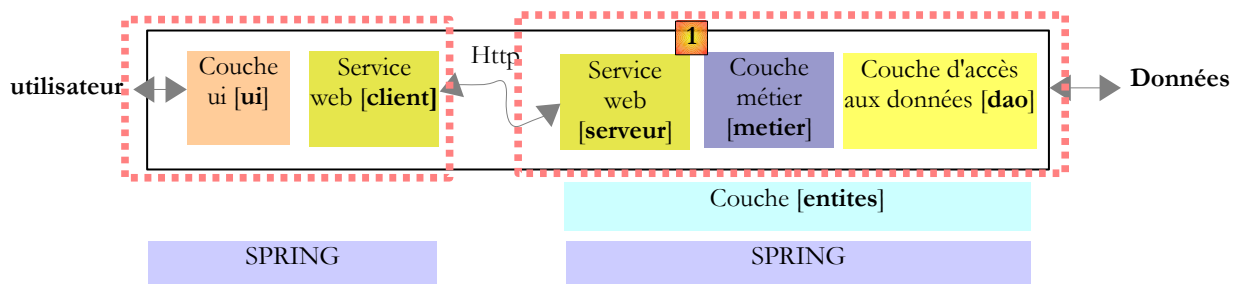 1
utilisateur
Couche
ui [ui]
Service
web [client]
Http
Service
web
[serveur]
Couche
métier
[metier]
Couche d'accès
aux données [dao]
Données
Couche [entites]
SPRING
SPRING